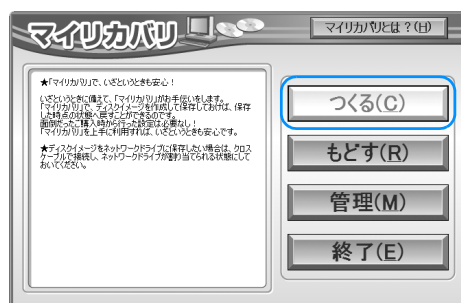 マイリカバリ
マイリカバリとは?(H)
★「マイリカバリ」で、いざというときも安心!
いざというときに備えて、「マイリカバリ」がお手伝いをします。
「マイリカバリ」で、ディスクイメージを作成して保存しておけば、保存
した時点の状態へ戻すことができるのです。
面倒だったご購入時から行った設定は必要なし!
「マイリカバリ」を上手に利用すれば、いざというときも安心です。
★ディスクイメージをネットワークドライブに保存したい場合は、クロス
ケーブルで接続し、ネットワークドライブが割り当てられる状態にして
おいてください。
つくる(C)
もどす(R)
管理(M)
終了(E)